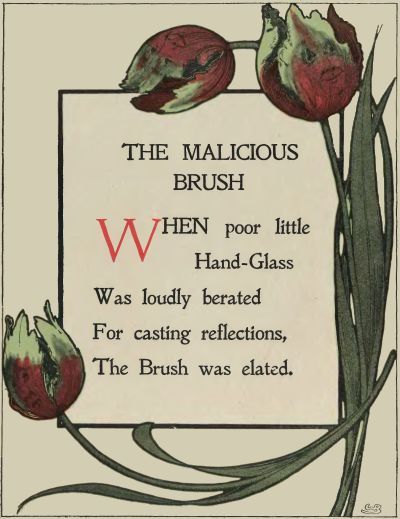 THE MALICIOUS
BRUSH
WHEN poor little
Hand-Glass
Was loudly berated
For casting reflections,
The Brush was elated.